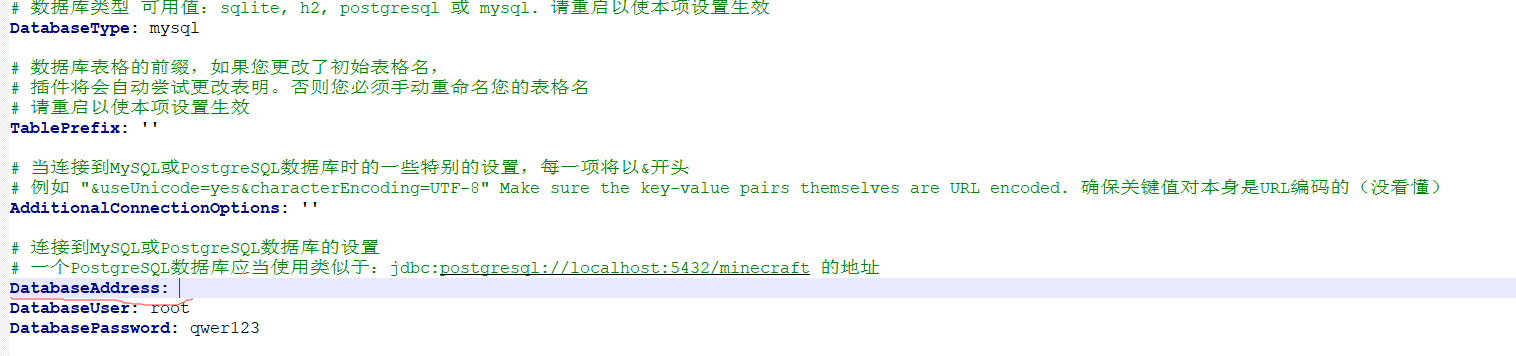 # 数据库类型 可用值：sqlite, h2, postgresql 或 mysql. 请重启以使本项设置生效
DatabaseType: mysql
# 数据库表格的前缀，如果您更改了初始表格名，
# 插件将会自动尝试更改表明。否则您必须手动重命名您的表格名
# 请重启以使本项设置生效
TablePrefix: ''
# 当连接到MySQL或PostgreSQL数据库时的一些特别的设置，每一项将以&开头
# 例如 "&useUnicode=yes&characterEncoding=UTF-8" Make sure the key-value pairs themselves are URL encoded. 确保关键值对本身是URL编码的（没看懂）
AdditionalConnectionOptions: ''
# 连接到MySQL或PostgreSQL数据库的设置
# 一个PostgreSQL数据库应当使用类似于：jdbc:postgresql://localhost:5432/minecraft 的地址
DatabaseAddress:
DatabaseUser: root
DatabasePassword: qwer123